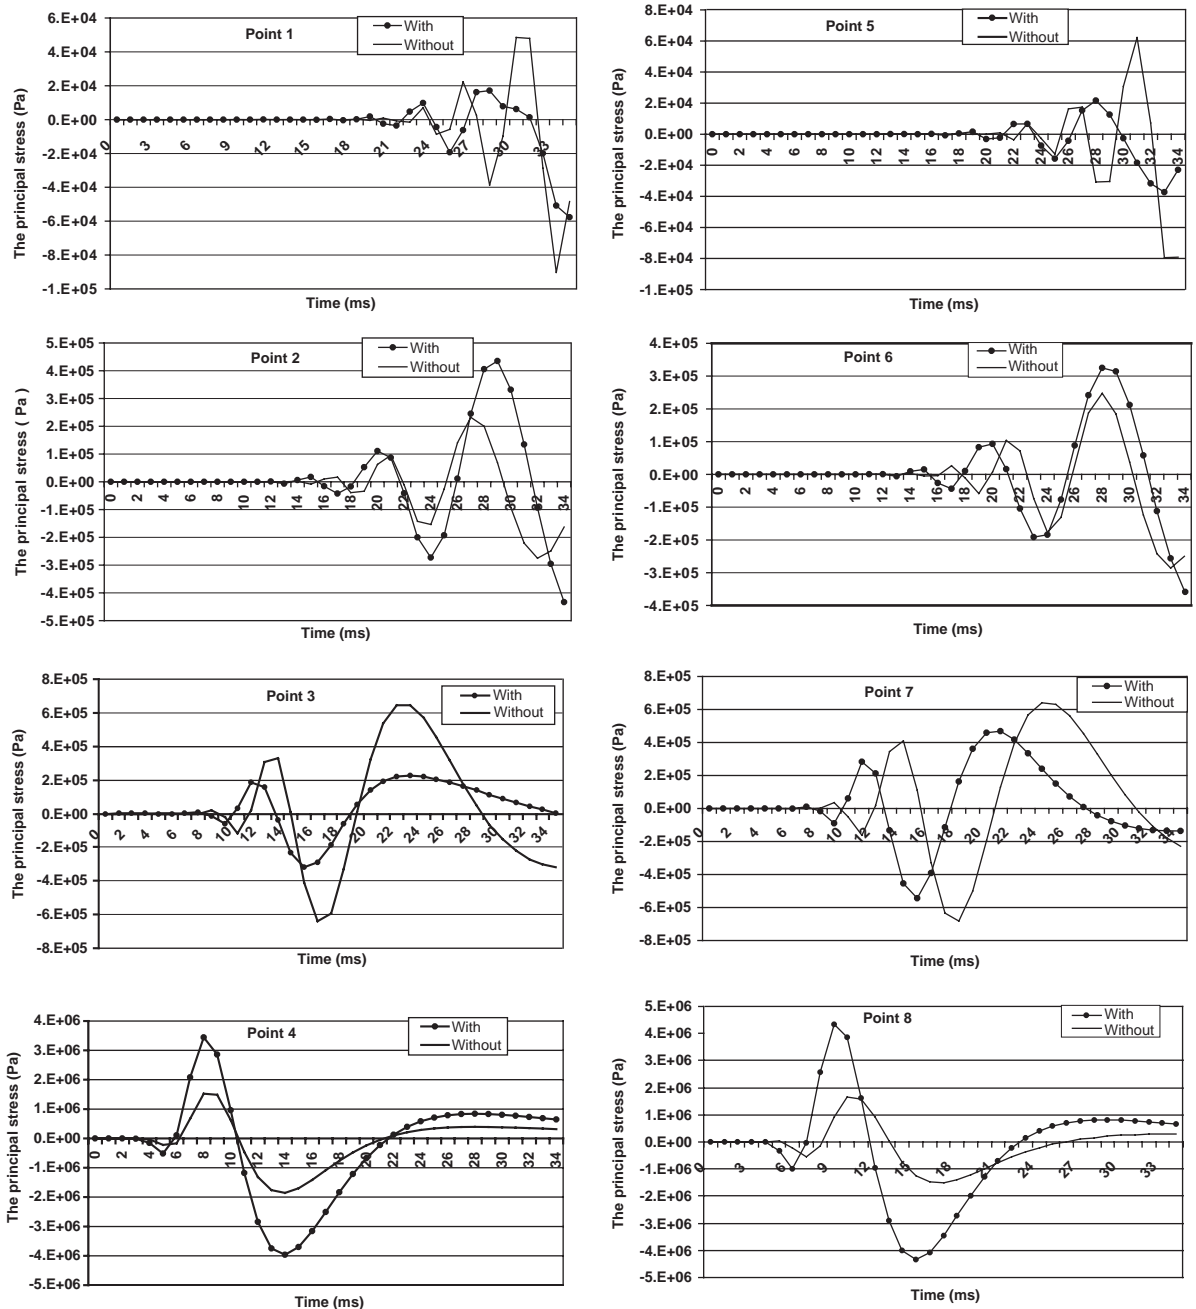 Point 1
With
Without
The principal stress (Pa)
6.E+04
4.E+04
2.E+04
0.E+00
-2.E+04
-4.E+04
-6.E+04
-8.E+04
-1.E+05
0 3 6 9 12 15 18 21 24 27 30 33
Time (ms)
Point 5
With
Without
The principal stress (Pa)
8.E+04
6.E+04
4.E+04
2.E+04
0.E+00
-2.E+04
-4.E+04
-6.E+04
-8.E+04
-1.E+05
0 2 4 6 8 10 12 14 16 18 20 22 24 26 28 30 32 34
Time (ms)
Point 2
With
Without
The principal stress ( Pa )
5.E+05
4.E+05
3.E+05
2.E+05
1.E+05
0.E+00
-1.E+05
-2.E+05
-3.E+05
-4.E+05
-5.E+05
0 2 4 6 8 10 12 14 16 18 20 22 24 26 28 30 32 34
Time (ms)
Point 6
With
Without
The principal stress (Pa)
4.E+05
3.E+05
2.E+05
1.E+05
0.E+00
-1.E+05
-2.E+05
-3.E+05
-4.E+05
0 2 4 6 8 10 12 14 16 18 20 22 24 26 28 30 32 34
Time (ms)
Point 3
With
Without
The principal stress (Pa)
8.E+05
6.E+05
4.E+05
2.E+05
0.E+00
-2.E+05
-4.E+05
-6.E+05
-8.E+05
0 2 4 6 8 10 12 14 16 18 20 22 24 26 28 30 32 34
Time (ms)
Point 7
With
Without
The principal stress (Pa)
8.E+05
6.E+05
4.E+05
2.E+05
0.E+00
-2.E+05
-4.E+05
-6.E+05
-8.E+05
0 2 4 6 8 10 12 14 16 18 20 22 24 26 28 30 32 34
Time (ms)
Point 4
With
Without
The principal stress (Pa)
4.E+06
3.E+06
2.E+06
1.E+06
0.E+00
-1.E+06
-2.E+06
-3.E+06
-4.E+06
-5.E+06
0 2 4 6 8 10 12 14 16 18 20 22 24 26 28 30 32 34
Time (ms)
Point 8
With
Without
The principal stress (Pa)
5.E+06
4.E+06
3.E+06
2.E+06
1.E+06
0.E+00
-1.E+06
-2.E+06
-3.E+06
-4.E+06
-5.E+06
0 3 6 9 12 15 18 21 24 27 30 33
Time (ms)